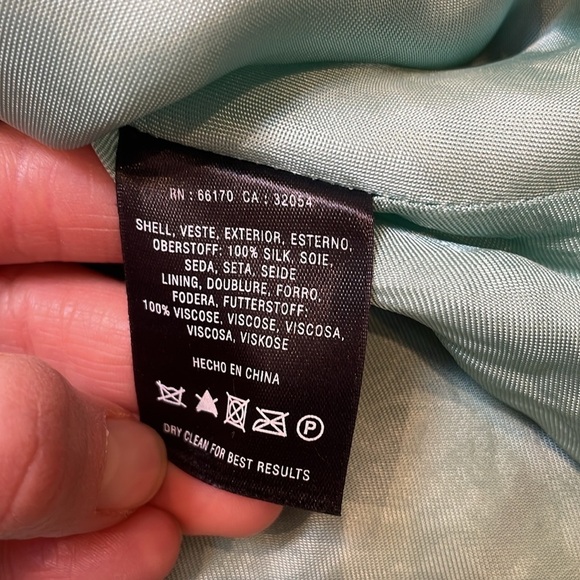 RN : 66170 CA : 32054
SHELL, VESTE, EXTERIOR, ESTERNO,
OBERSTOFF: 100% SILK, SOIE,
SEDA, SETA, SEIDE
LINING, DOUBLURE, FORRO,
FODERA, FUTTERSTOFF:
100% VISCOSE, VISCOSE, VISCOSA,
VISCOSA, VISKOSE
HECHO EN CHINA
P
DRY CLEAN FOR BEST RESULTS